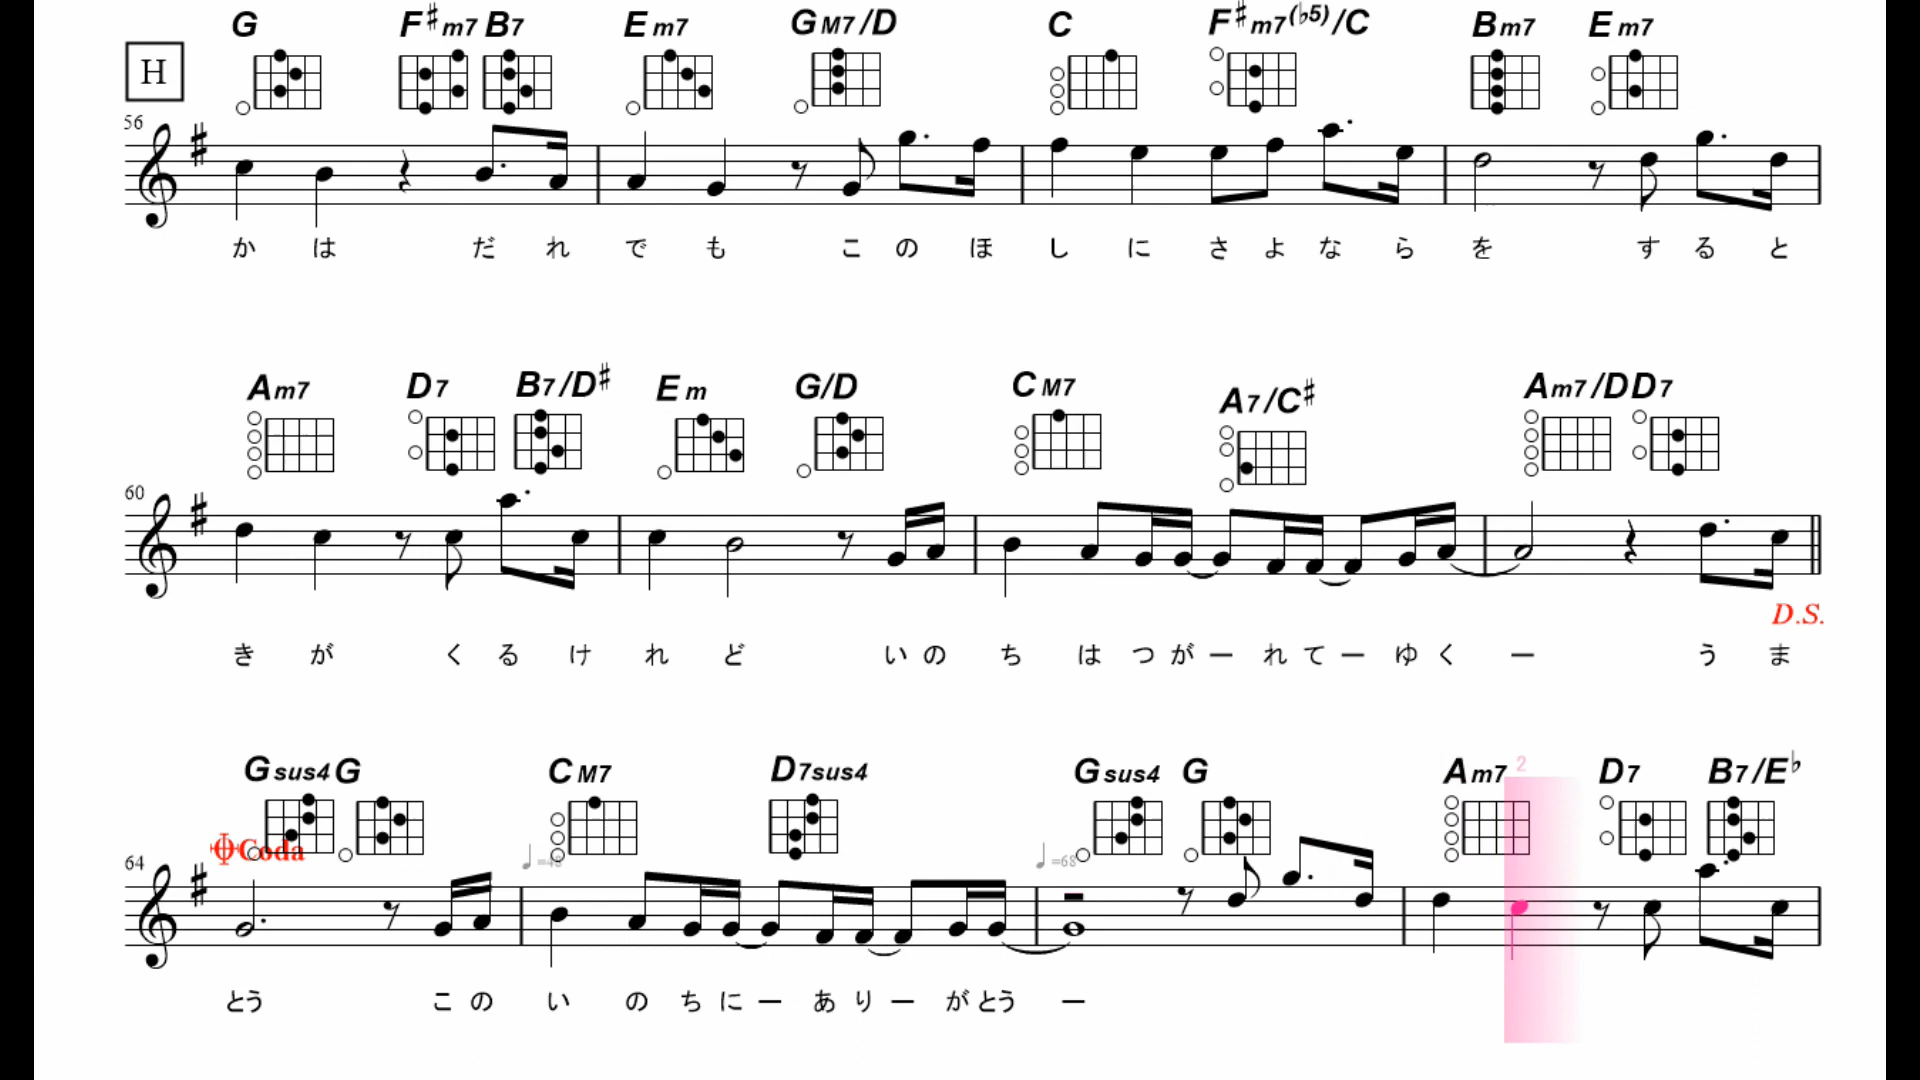 G F♯m7 B7 Em7 GM7/D C F♯m7(♭5)/C Bm7 Em7
H
56
か は だ れ で も こ の ほ し に さ よ な ら を す る と
Am7 D7 B7/D♯ Em G/D CM7 A7/C♯ Am7/D D7
60
D.S.
き が く る け れ ど い の ち は つ が ー れ て ー ゆ く ー う ま
Gsus4 G CM7 D7sus4 Gsus4 G Am7 2 D7 B7/E♭
Coda ♩=48 ♩=68
64
とう こ の い の ち に ー あ り ー が とう ー